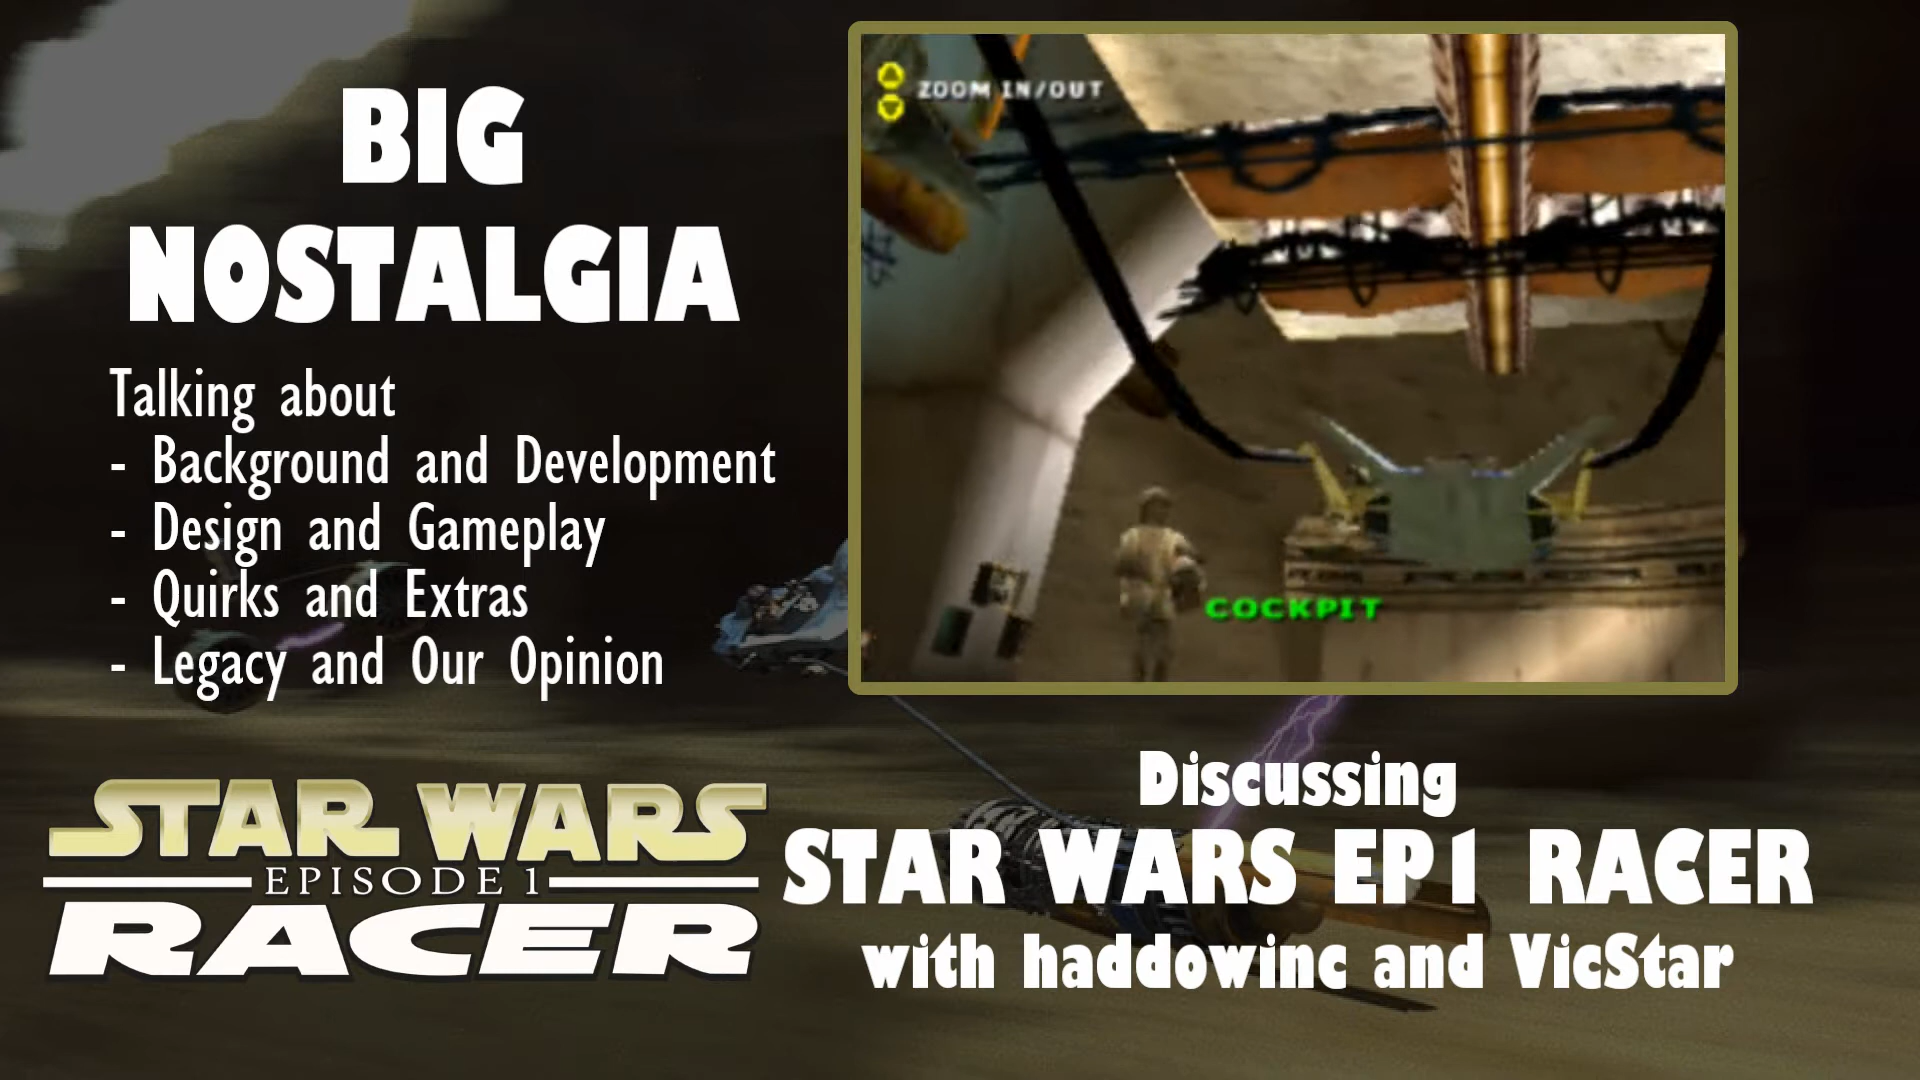 BIG
NOSTALGIA
Talking about
- Background and Development
- Design and Gameplay
- Quirks and Extras
- Legacy and Our Opinion
ZOOM IN/OUT
COCKPIT
STAR WARS
EPISODE 1
RACER
Discussing
STAR WARS EP1 RACER
with haddowinc and VicStar